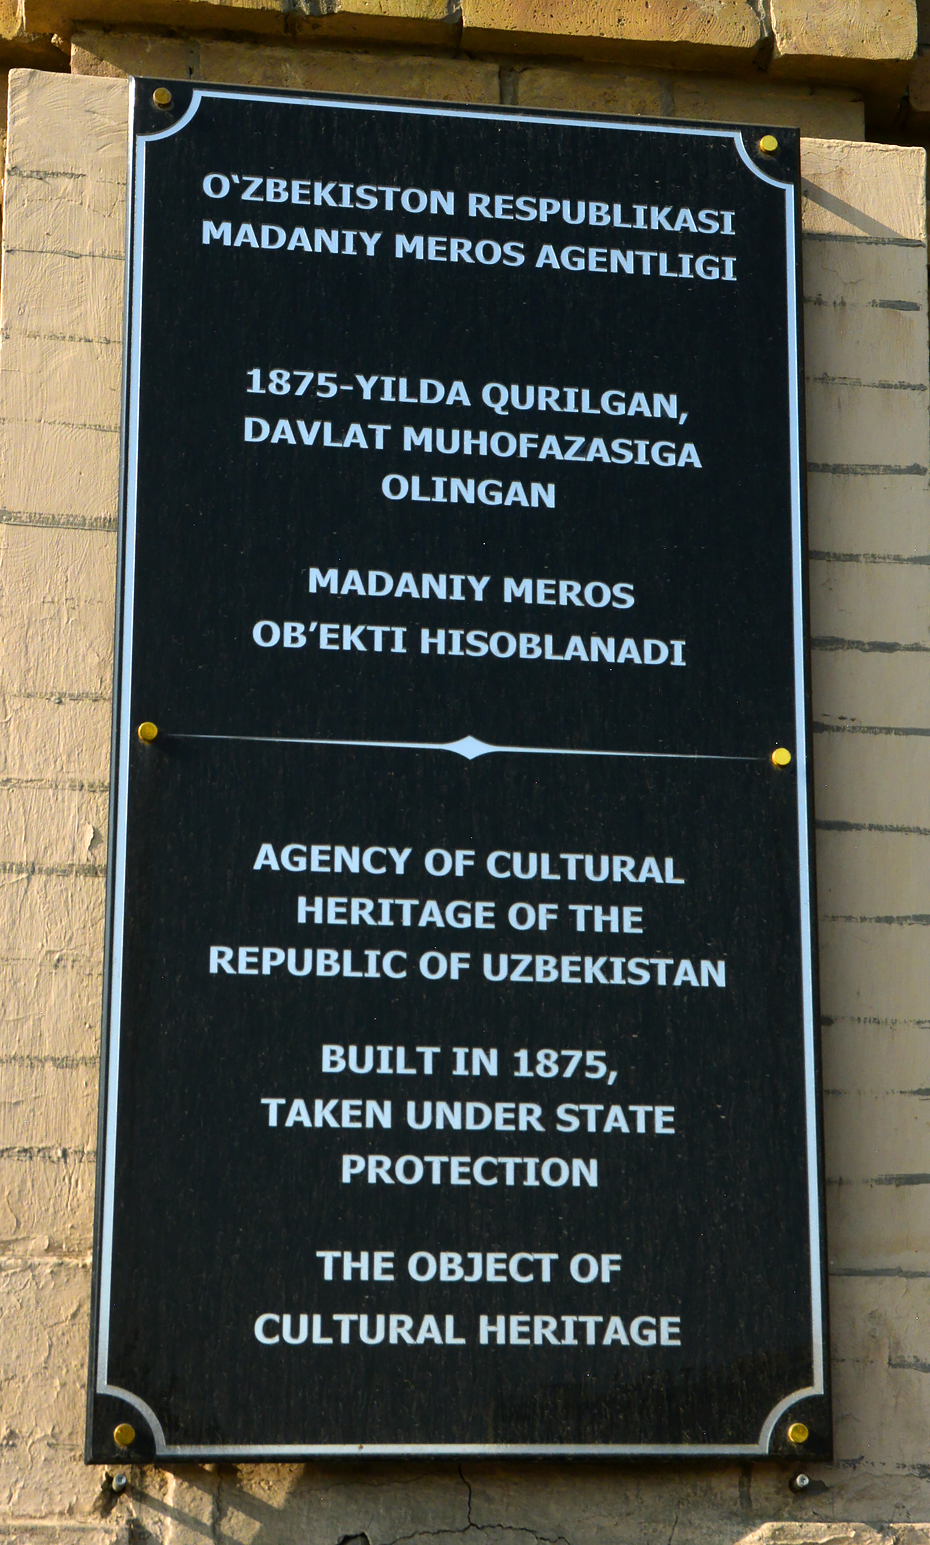 O‘ZBEKISTON RESPUBLIKASI
MADANIY MEROS AGENTLIGI
1875-YILDA QURILGAN,
DAVLAT MUHOFAZASIGA
OLINGAN
MADANIY MEROS
OB’EKTI HISOBLANADI
AGENCY OF CULTURAL
HERITAGE OF THE
REPUBLIC OF UZBEKISTAN
BUILT IN 1875,
TAKEN UNDER STATE
PROTECTION
THE OBJECT OF
CULTURAL HERITAGE